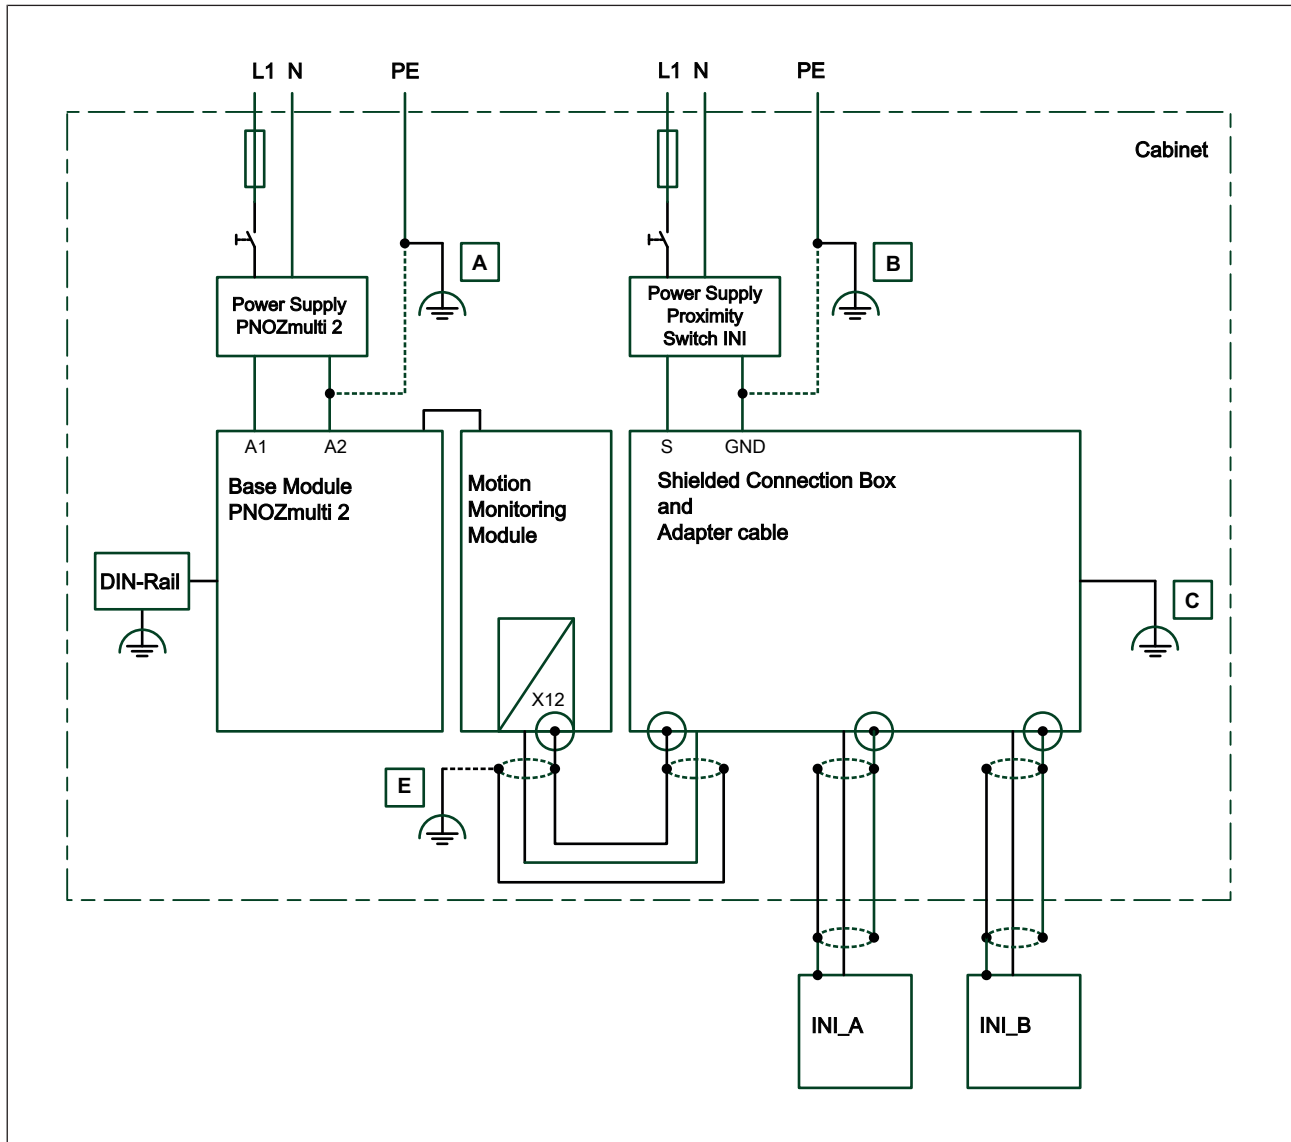 L1 N PE L1 N PE
Cabinet
A
B
Power Supply
PNOZmulti 2
Power Supply
Proximity
Switch INI
A1 A2 S GND
Base Module
PNOZmulti 2
Motion
Monitoring
Module
Shielded Connection Box
and
Adapter cable
DIN-Rail
C
X12
E
INI_A
INI_B